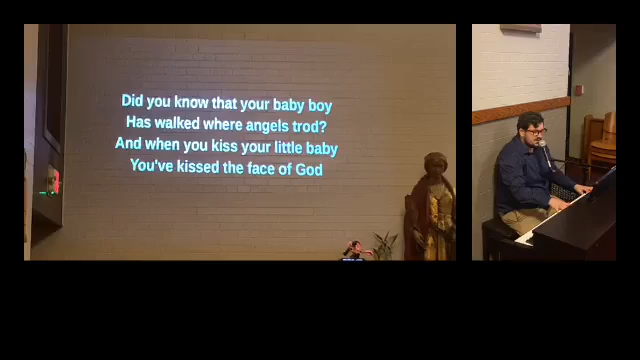 Did you know that your baby boy
Has walked where angels trod?
And when you kiss your little baby
You've kissed the face of God